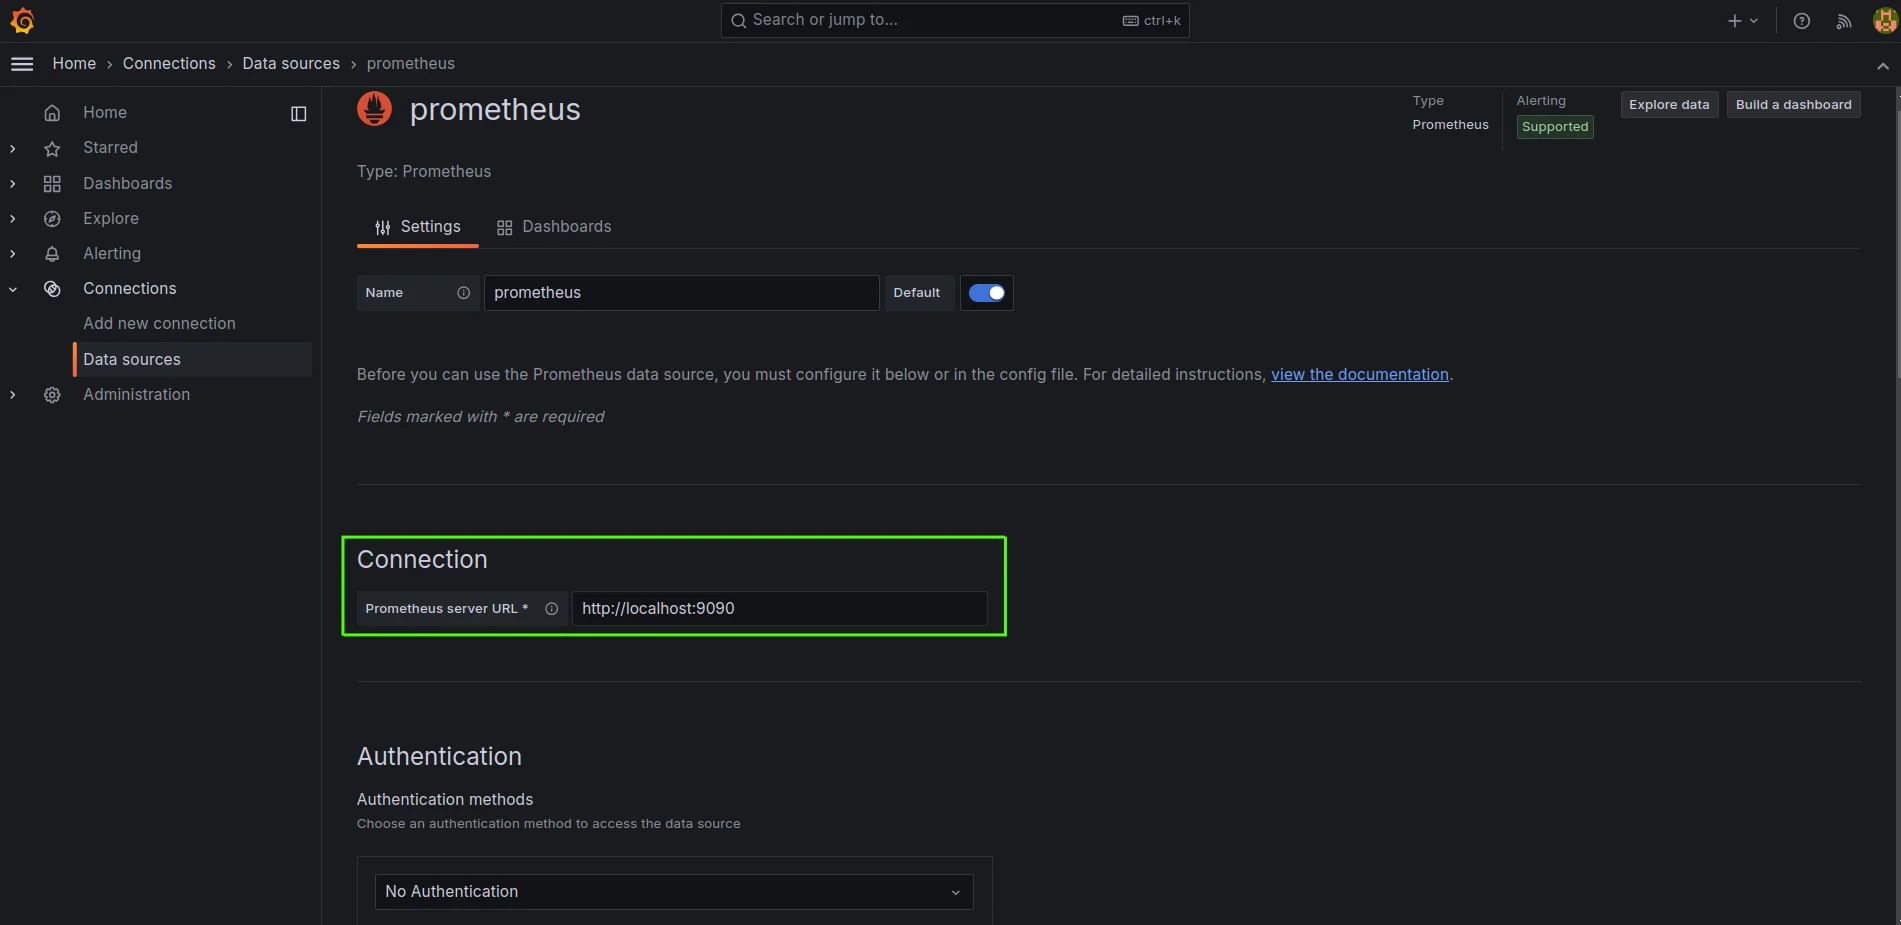 Search or jump to...
ctrl+k
Home › Connections › Data sources › prometheus
Home
Starred
Dashboards
Explore
Alerting
Connections
Add new connection
Data sources
Administration
prometheus
Type
Prometheus
Alerting
Supported
Explore data
Build a dashboard
Type: Prometheus
Settings
Dashboards
Name
prometheus
Default
Before you can use the Prometheus data source, you must configure it below or in the config file. For detailed instructions, view the documentation.
Fields marked with * are required
Connection
Prometheus server URL *
http://localhost:9090
Authentication
Authentication methods
Choose an authentication method to access the data source
No Authentication